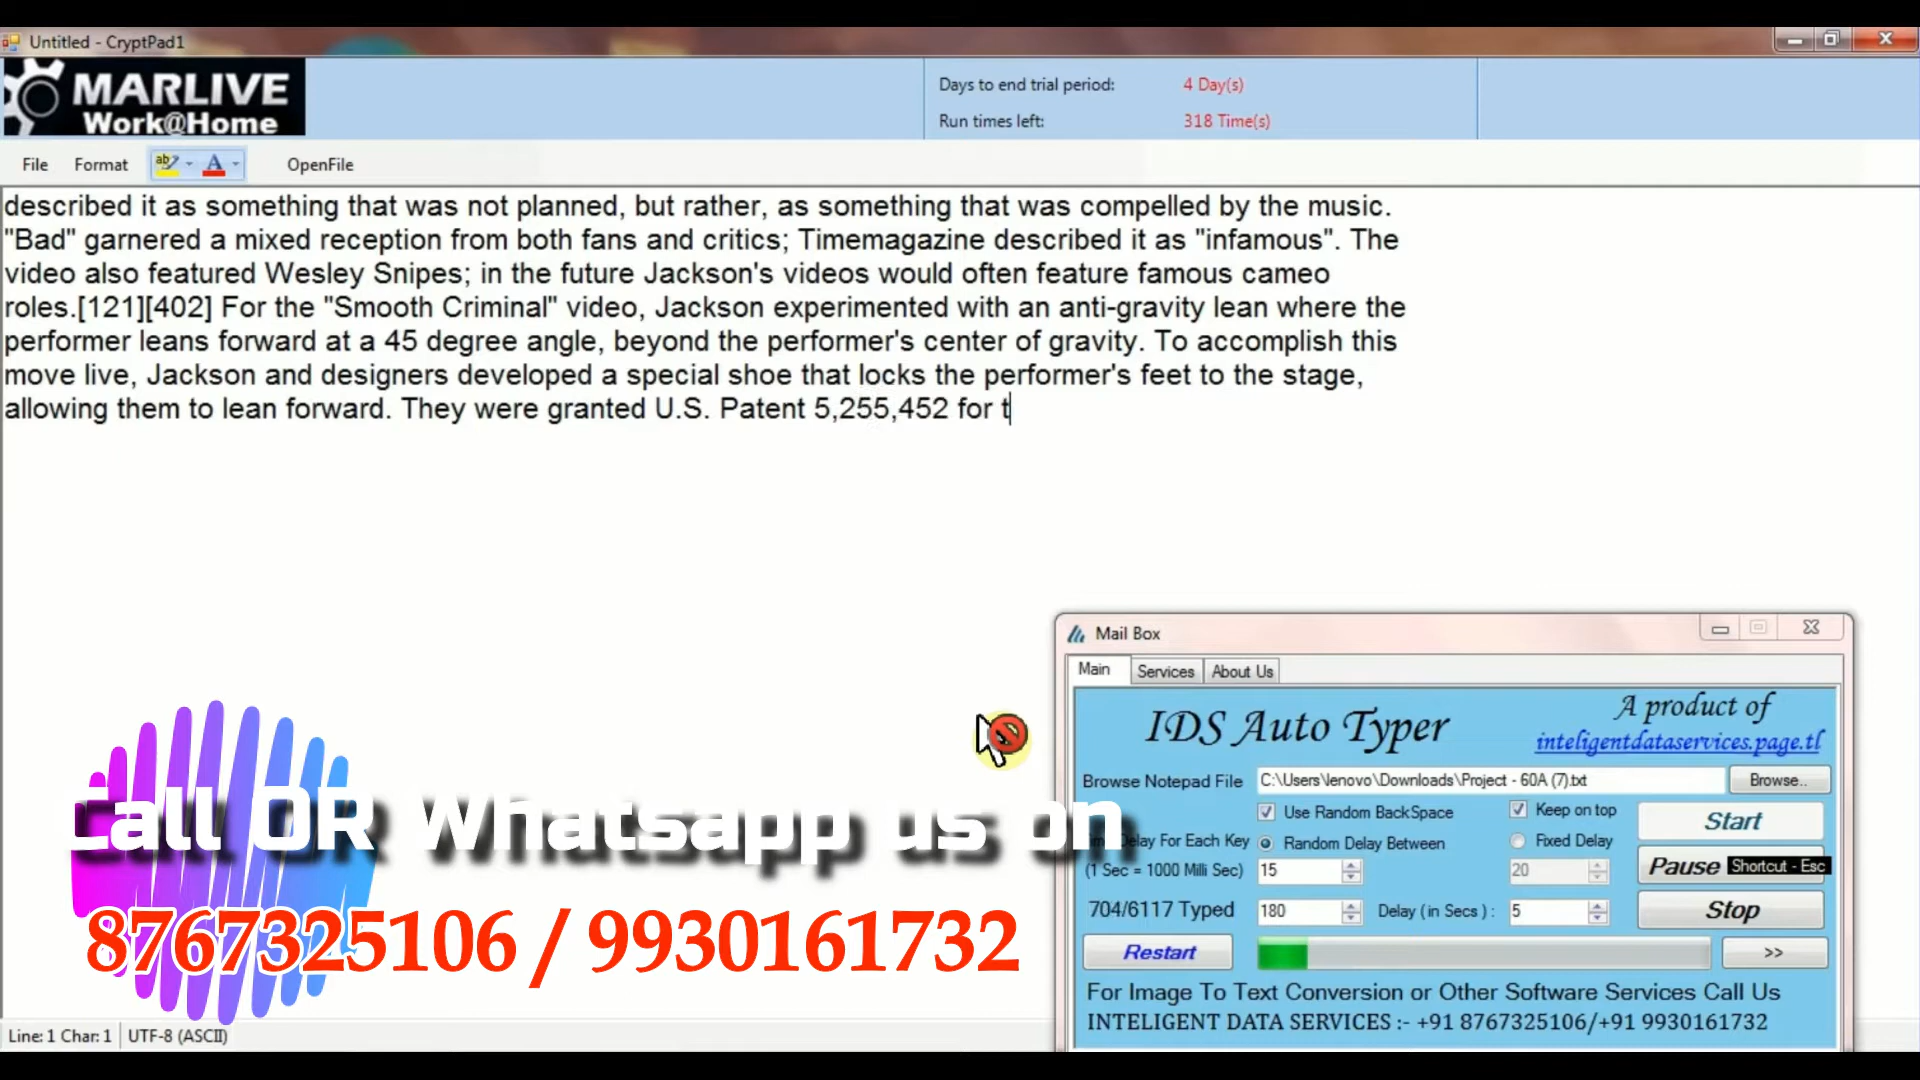 Untitled - CryptPad1
MARLIVE
Work@Home
Days to end trial period: 4 Day(s)
Run times left: 318 Time(s)
File Format ab A OpenFile
described it as something that was not planned, but rather, as something that was compelled by the music.
"Bad" garnered a mixed reception from both fans and critics; Timemagazine described it as "infamous". The
video also featured Wesley Snipes; in the future Jackson's videos would often feature famous cameo
roles.[121][402] For the "Smooth Criminal" video, Jackson experimented with an anti-gravity lean where the
performer leans forward at a 45 degree angle, beyond the performer's center of gravity. To accomplish this
move live, Jackson and designers developed a special shoe that locks the performer's feet to the stage,
allowing them to lean forward. They were granted U.S. Patent 5,255,452 for t
Mail Box
Main Services About Us
IDS Auto Typer
A product of
inteligentdataservices.page.tl
Browse Notepad File C:\Users\lenovo\Downloads\Project - 60A (7).txt Browse..
Use Random BackSpace Keep on top Start
Delay For Each Key Random Delay Between Fixed Delay
(1 Sec = 1000 Milli Sec) 15 20 Pause Shortcut - Esc
704/6117 Typed 180 Delay (in Secs) : 5 Stop
Restart >>
For Image To Text Conversion or Other Software Services Call Us
INTELIGENT DATA SERVICES :- +91 8767325106/+91 9930161732
Call OR Whatsapp us on
8767325106 / 9930161732
Line: 1 Char: 1 UTF-8 (ASCII)